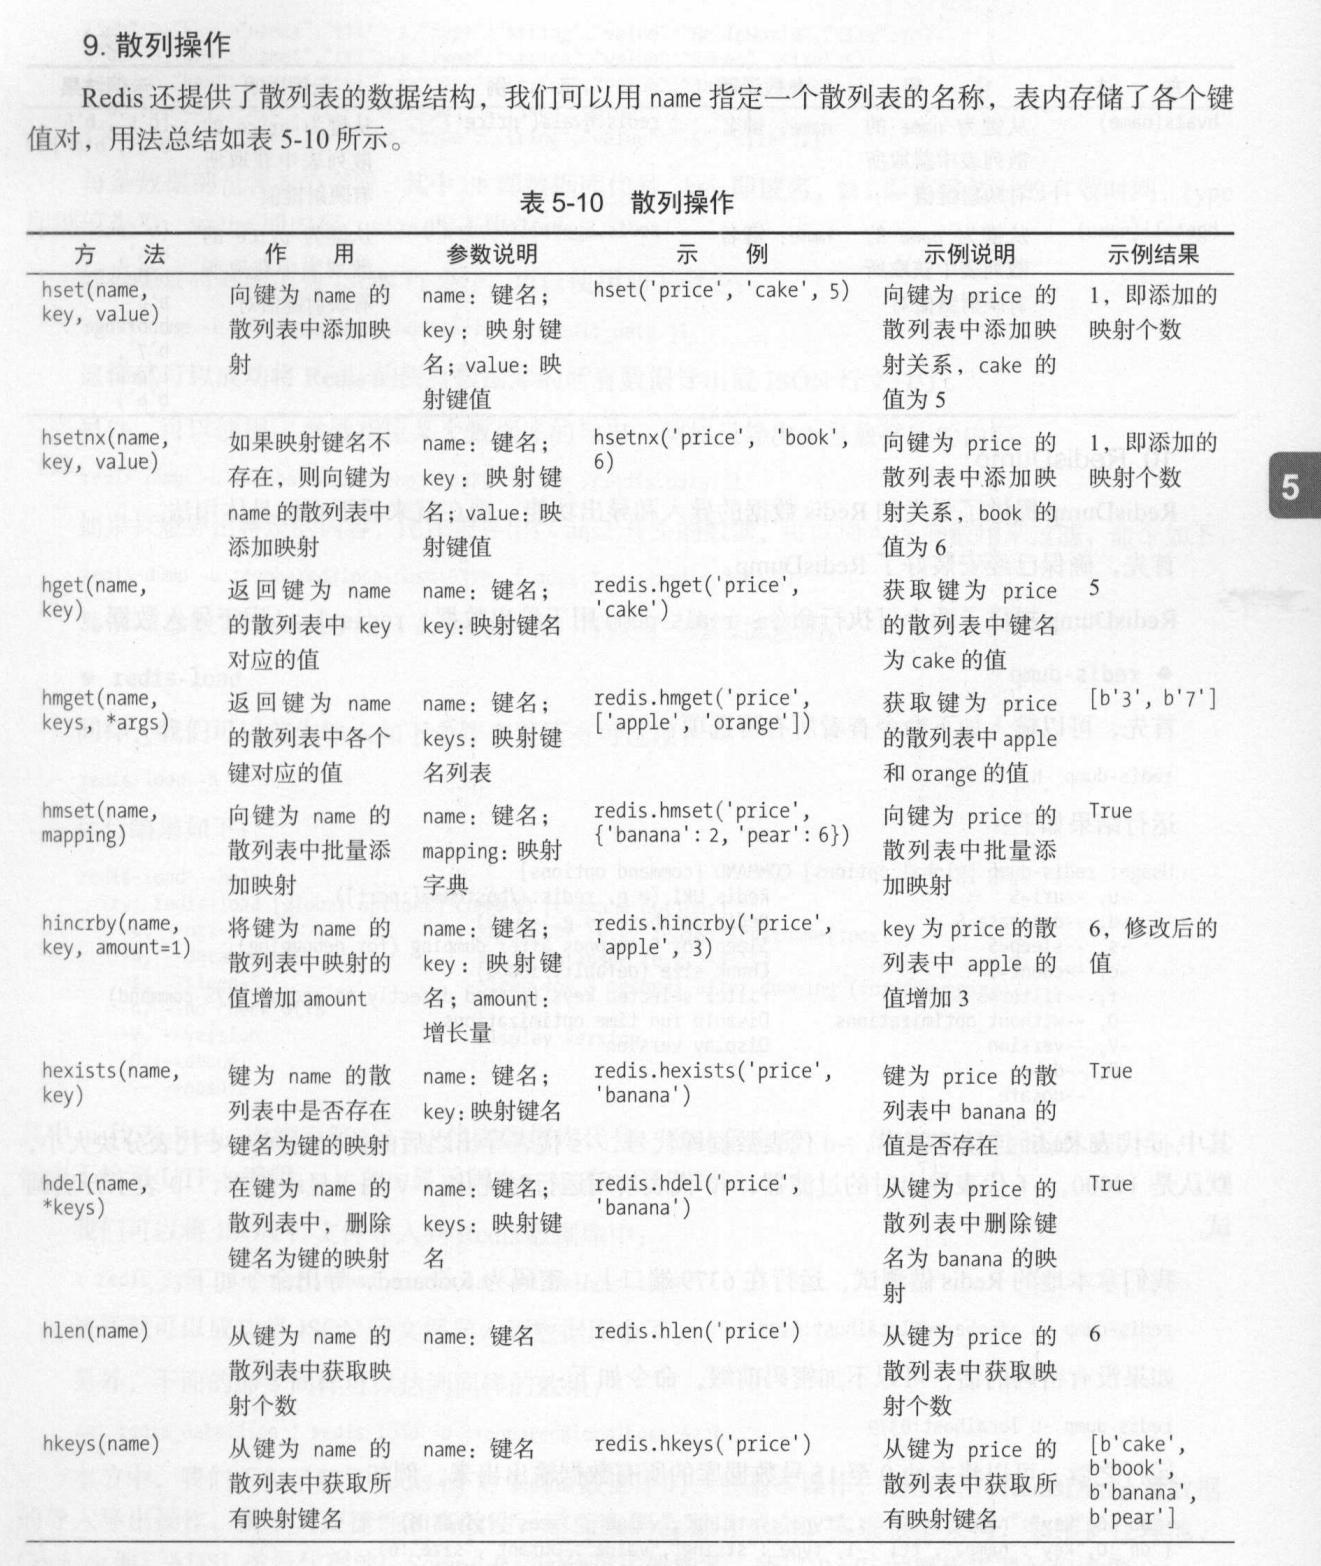 9. 散列操作
Redis 还提供了散列表的数据结构，我们可以用 name 指定一个散列表的名称，表内存储了各个键
值对，用法总结如表 5-10 所示。
表 5-10 散列操作
方 法 作 用 参数说明 示 例 示例说明 示例结果
hset(name, 向键为 name 的 name：键名； hset('price', 'cake', 5) 向键为 price 的 1，即添加的
key, value) 散列表中添加映 key：映射键 散列表中添加映 映射个数
射 名；value：映 射关系，cake 的
射键值 值为 5
hsetnx(name, 如果映射键名不 name：键名； hsetnx('price', 'book', 向键为 price 的 1，即添加的
key, value) 存在，则向键为 key：映射键 6) 散列表中添加映 映射个数
name 的散列表中 名；value：映 射关系，book 的
添加映射 射键值 值为 6
hget(name, 返回键为 name name：键名； redis.hget('price', 获取键为 price 5
key) 的散列表中 key key：映射键名 'cake') 的散列表中键名
对应的值 为 cake 的值
hmget(name, 返回键为 name name：键名； redis.hmget('price', 获取键为 price [b'3', b'7']
keys, *args) 的散列表中各个 keys：映射键 ['apple', 'orange']) 的散列表中 apple
键对应的值 名列表 和 orange 的值
hmset(name, 向键为 name 的 name：键名； redis.hmset('price', 向键为 price 的 True
mapping) 散列表中批量添 mapping：映射 {'banana': 2, 'pear': 6}) 散列表中批量添
加映射 字典 加映射
hincrby(name, 将键为 name 的 name：键名； redis.hincrby('price', key 为 price 的散 6，修改后的
key, amount=1) 散列表中映射的 key：映射键 'apple', 3) 列表中 apple 的 值
值增加 amount 名；amount： 值增加 3
增长量
hexists(name, 键为 name 的散 name：键名； redis.hexists('price', 键为 price 的散 True
key) 列表中是否存在 key：映射键名 'banana') 列表中 banana 的
键名为键的映射 值是否存在
hdel(name, 在键为 name 的 name：键名； redis.hdel('price', 从键为 price 的 True
*keys) 散列表中，删除 keys：映射键 'banana') 散列表中删除键
键名为键的映射 名 名为 banana 的映
射
hlen(name) 从键为 name 的 name：键名 redis.hlen('price') 从键为 price 的 6
散列表中获取映 散列表中获取映
射个数 射个数
hkeys(name) 从键为 name 的 name：键名 redis.hkeys('price') 从键为 price 的 [b'cake',
散列表中获取所 散列表中获取所 b'book',
有映射键名 有映射键名 b'banana',
b'pear']
5